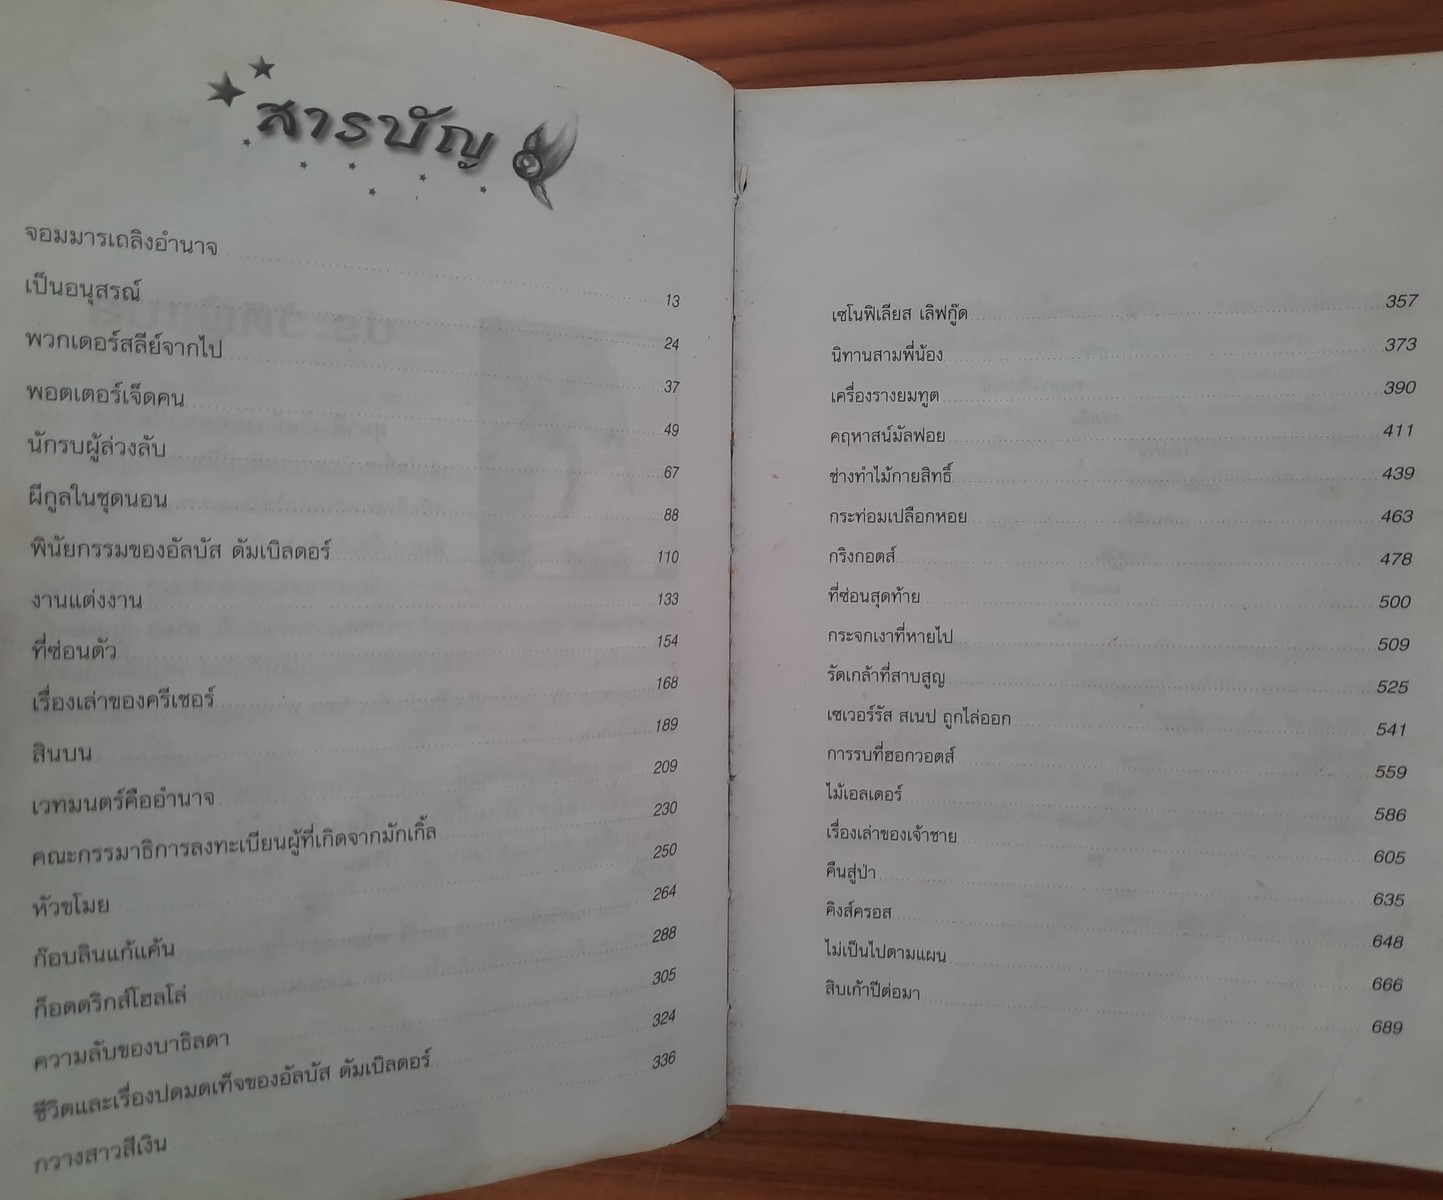 สารบัญ
จอมมารเถลิงอำนาจ 13
เป็นอนุสรณ์ 24
พวกเดอร์สลีย์จากไป 37
พอตเตอร์เจ็ดคน 49
นักรบผู้ล่วงลับ 67
ผีกูลในชุดนอน 88
พินัยกรรมของอัลบัส ดัมเบิลดอร์ 110
งานแต่งงาน 133
ที่ซ่อนตัว 154
เรื่องเล่าของครีเชอร์ 168
สินบน 189
เวทมนตร์คืออำนาจ 209
คณะกรรมาธิการลงทะเบียนผู้ที่เกิดจากมักเกิ้ล 230
หัวขโมย 250
ก๊อบลินแก้แค้น 264
ก็อดดริกส์โฮลโล่ 288
ความลับของบาธิลดา 305
ชีวิตและเรื่องปดมดเท็จของอัลบัส ดัมเบิลดอร์ 324
กวางสาวสีเงิน 336
เซโนฟิเลียส เลิฟกู๊ด 357
นิทานสามพี่น้อง 373
เครื่องรางยมทูต 390
คฤหาสน์มัลฟอย 411
ช่างทำไม้กายสิทธิ์ 439
กระท่อมเปลือกหอย 463
กริงกอตส์ 478
ที่ซ่อนสุดท้าย 500
กระจกเงาที่หายไป 509
รัดเกล้าที่สาบสูญ 525
เซเวอร์รัส สเนป ถูกไล่ออก 541
การรบที่ฮอกวอตส์ 559
ไม้เอลเดอร์ 586
เรื่องเล่าของเจ้าชาย 605
คืนสู่ป่า 635
คิงส์ครอส 648
ไม่เป็นไปตามแผน 666
สิบเก้าปีต่อมา 689